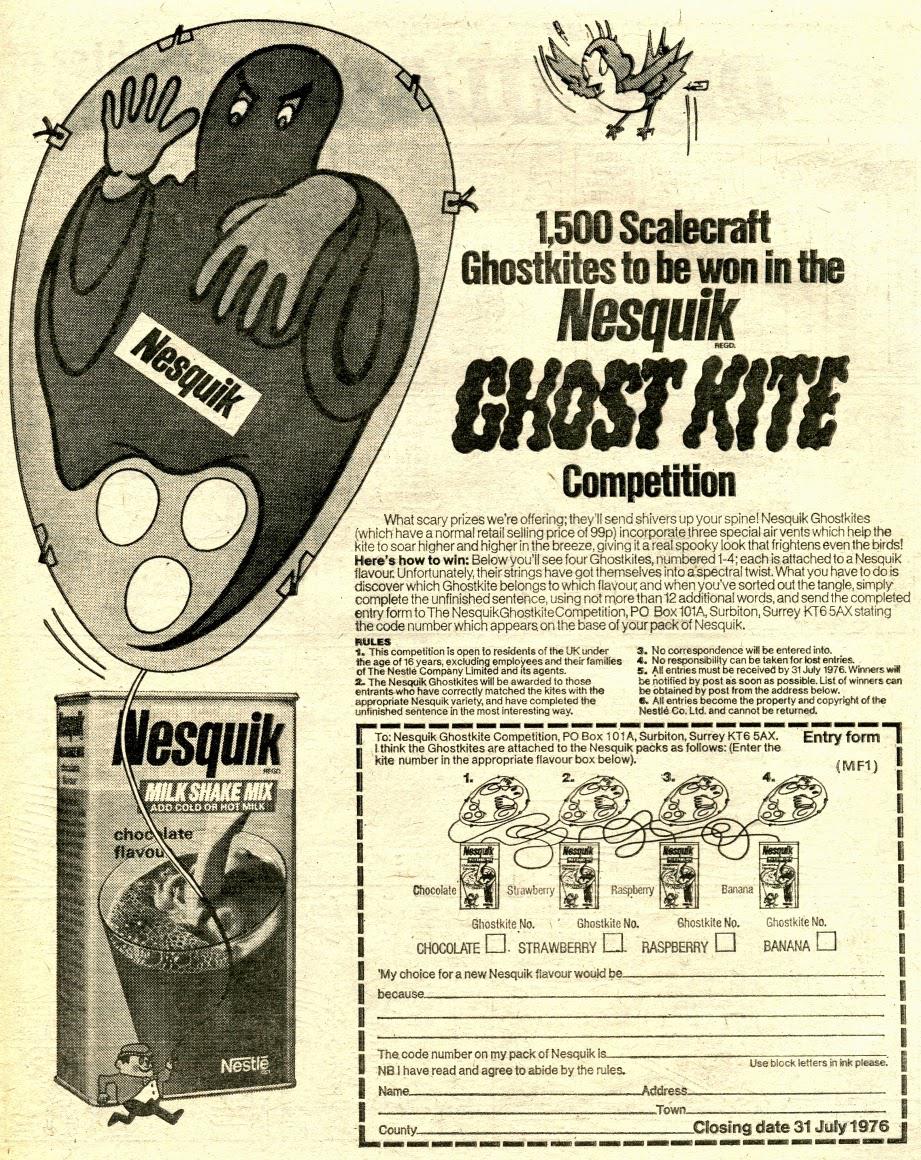 Nesquik
1,500 Scalecraft
Ghostkites to be won in the
Nesquik
REGD.
GHOST KITE
Competition
What scary prizes we're offering; they'll send shivers up your spine! Nesquik Ghostkites
(which have a normal retail selling price of 99p) incorporate three special air vents which help the
kite to soar higher and higher in the breeze, giving it a real spooky look that frightens even the birds!
Here's how to win: Below you'll see four Ghostkites, numbered 1-4; each is attached to a Nesquik
flavour. Unfortunately, their strings have got themselves into a spectral twist. What you have to do is
discover which Ghostkite belongs to which flavour, and when you've sorted out the tangle, simply
complete the unfinished sentence, using not more than 12 additional words, and send the completed
entry form to The Nesquik Ghostkite Competition, PO Box 101A, Surbiton, Surrey KT6 5AX stating
the code number which appears on the base of your pack of Nesquik.
RULES
1. This competition is open to residents of the UK under
the age of 16 years, excluding employees and their families
of The Nestlé Company Limited and its agents.
2. The Nesquik Ghostkites will be awarded to those
entrants who have correctly matched the kites with the
appropriate Nesquik variety, and have completed the
unfinished sentence in the most interesting way.
3. No correspondence will be entered into.
4. No responsibility can be taken for lost entries.
5. All entries must be received by 31 July 1976. Winners will
be notified by post as soon as possible. List of winners can
be obtained by post from the address below.
6. All entries become the property and copyright of the
Nestlé Co. Ltd. and cannot be returned.
Nesquik
REGD.
MILK SHAKE MIX
ADD COLD OR HOT MILK
chocolate
flavour
Nestlé
To: Nesquik Ghostkite Competition, PO Box 101A, Surbiton, Surrey KT6 5AX.
I think the Ghostkites are attached to the Nesquik packs as follows: (Enter the
kite number in the appropriate flavour box below).
Entry form
(MF1)
1. 2. 3. 4.
Nesquik Nesquik Nesquik Nesquik
Chocolate Strawberry Raspberry Banana
Ghostkite No. Ghostkite No. Ghostkite No. Ghostkite No.
CHOCOLATE STRAWBERRY RASPBERRY BANANA
'My choice for a new Nesquik flavour would be
because
The code number on my pack of Nesquik is
Use block letters in ink please.
NB I have read and agree to abide by the rules.
Name Address
Town
County Closing date 31 July 1976